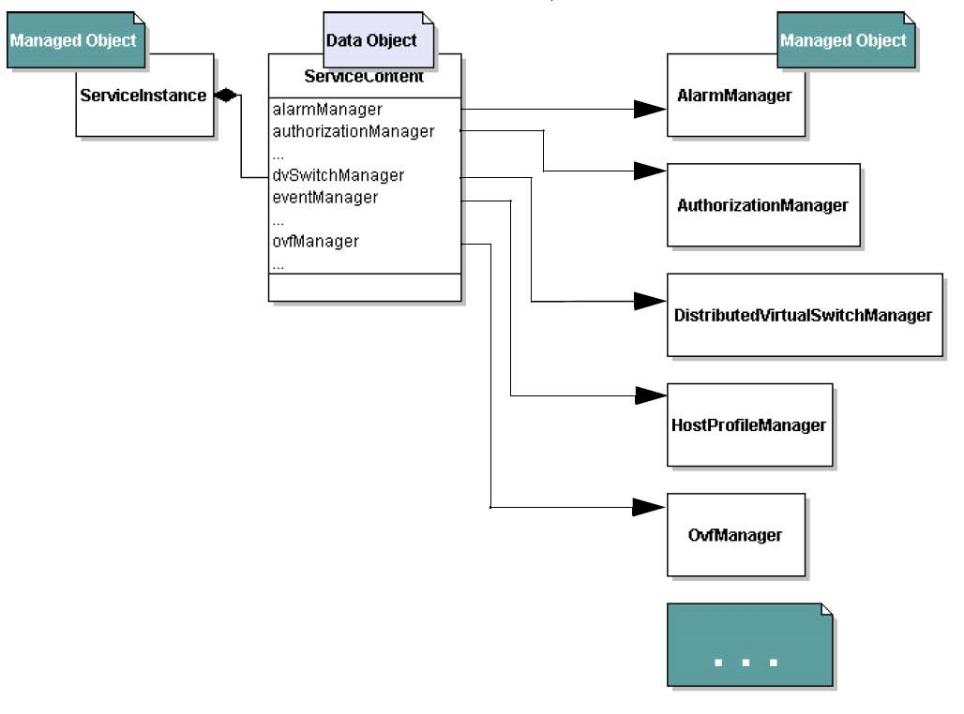 Managed Object
ServiceInstance
Data Object
ServiceContent
alarmManager
authorizationManager
...
dvSwitchManager
eventManager
...
ovfManager
...
Managed Object
AlarmManager
AuthorizationManager
DistributedVirtualSwitchManager
HostProfileManager
OvfManager
...